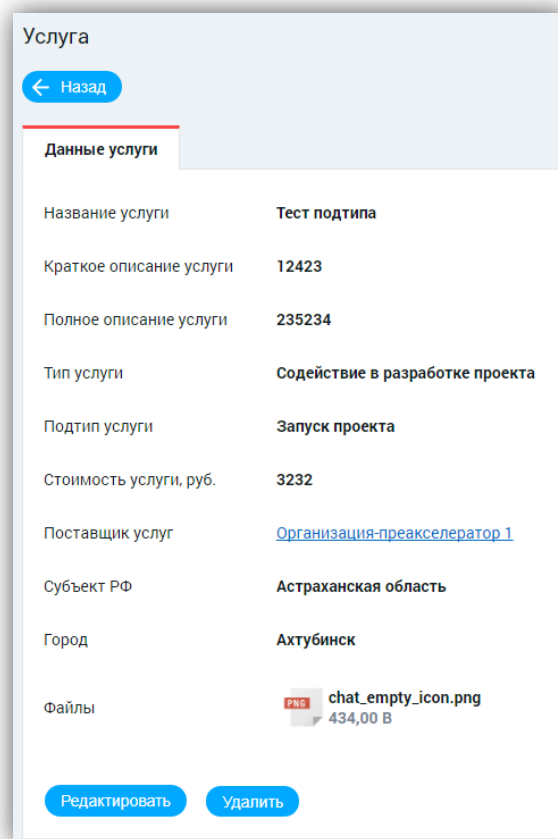 Услуга
Назад
Данные услуги
Название услуги Тест подтипа
Краткое описание услуги 12423
Полное описание услуги 235234
Тип услуги Содействие в разработке проекта
Подтип услуги Запуск проекта
Стоимость услуги, руб. 3232
Поставщик услуг Организация-преакселератор 1
Субъект РФ Астраханская область
Город Ахтубинск
Файлы PNG chat_empty_icon.png
434,00 B
Редактировать Удалить